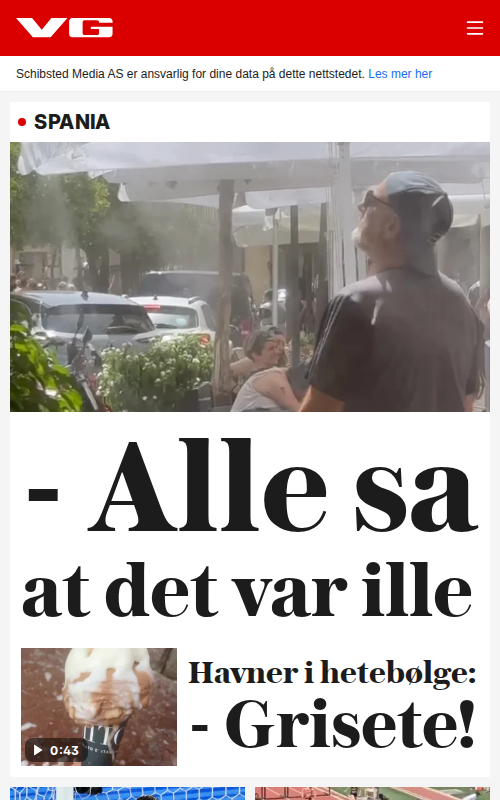 VG
Schibsted Media AS er ansvarlig for dine data på dette nettstedet. Les mer her
SPANIA
- Alle sa
at det var ille
Havner i hetebølge:
- Grisete!
0:43